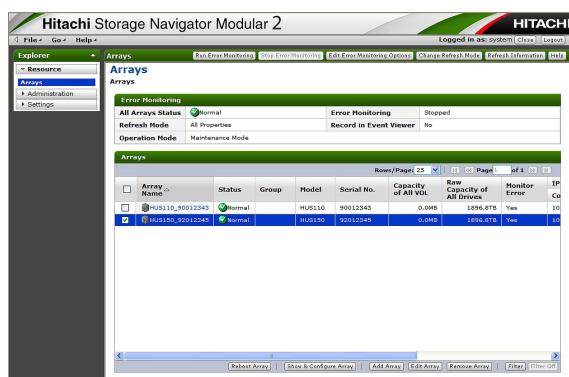 Hitachi Storage Navigator Modular 2
HITACHI
File Go Help
Logged in as: system Close Logout
Explorer
Arrays Run Error Monitoring Stop Error Monitoring Edit Error Monitoring Options Change Refresh Mode Refresh Information Help
Resource
Arrays
Administration
Settings
Arrays
Arrays
Error Monitoring
All Arrays Status Normal Error Monitoring Stopped
Refresh Mode All Properties Record in Event Viewer No
Operation Mode Maintenance Mode
Arrays
Rows/Page: 25 Page 1 of 1
Array Name Status Group Model Serial No. Capacity of All VOL Raw Capacity of All Drives Monitor Error IP Co
HUS110_90012345 Normal HUS110 90012345 0.0MB 1896.8TB Yes 10
HUS150_92012345 Normal HUS150 92012345 0.0MB 1896.8TB Yes 10
Reboot Array Show & Configure Array Add Array Edit Array Remove Array Filter Filter Off